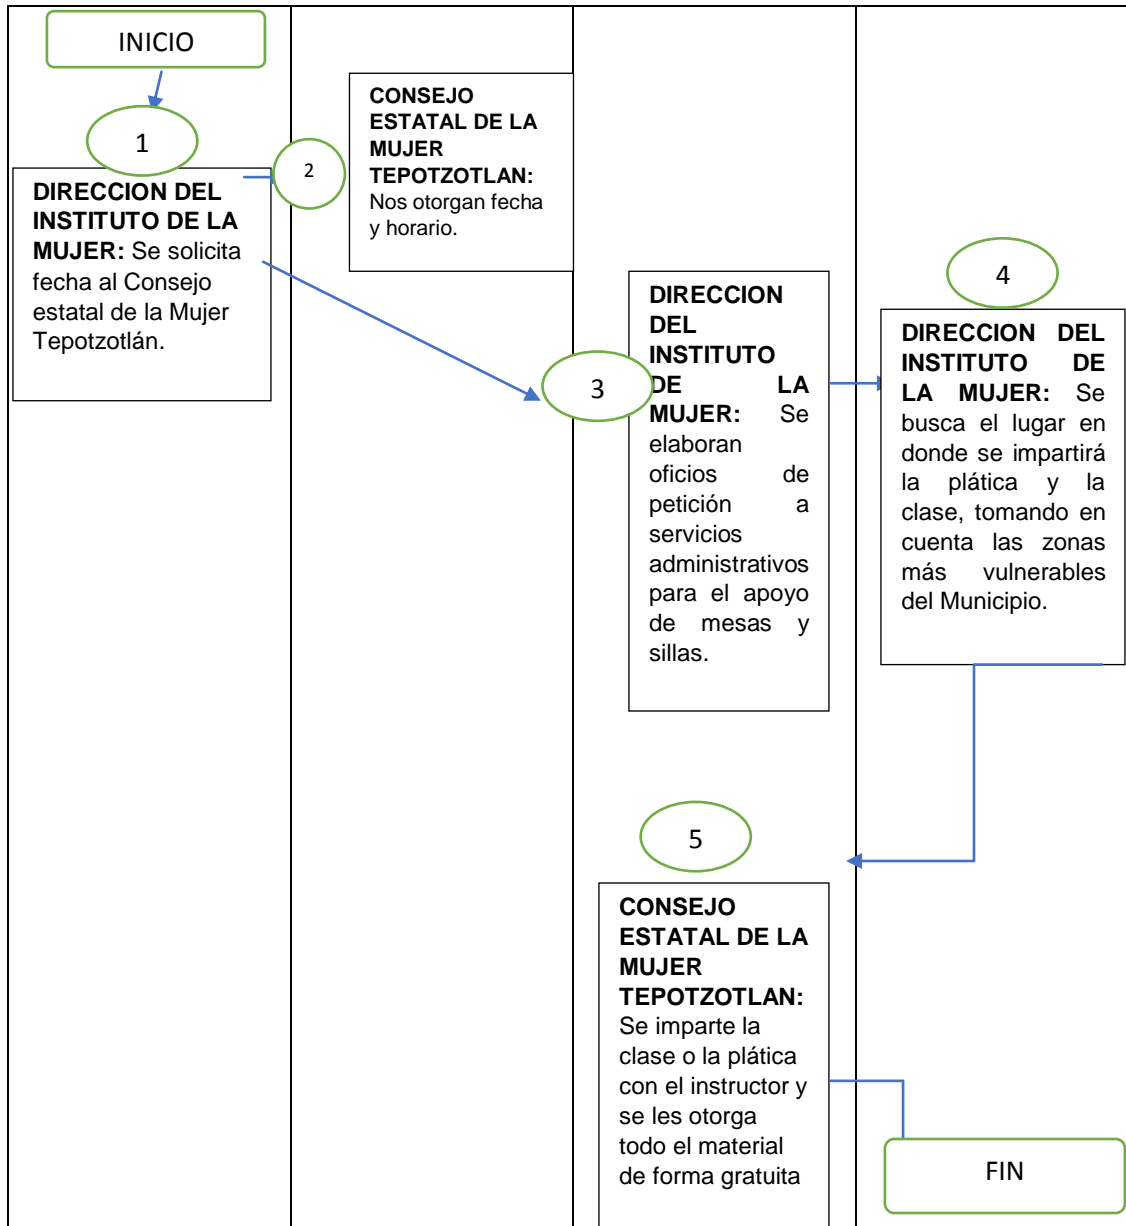 INICIO
1
DIRECCION DEL
INSTITUTO DE LA
MUJER: Se solicita
fecha al Consejo
estatal de la Mujer
Tepotzotlán.
2
CONSEJO
ESTATAL DE LA
MUJER
TEPOTZOTLAN:
Nos otorgan fecha
y horario.
3
DIRECCION
DEL
INSTITUTO
DE LA
MUJER: Se
elaboran
oficios de
petición a
servicios
administrativos
para el apoyo
de mesas y
sillas.
4
DIRECCION DEL
INSTITUTO DE
LA MUJER: Se
busca el lugar en
donde se impartirá
la plática y la
clase, tomando en
cuenta las zonas
más vulnerables
del Municipio.
5
CONSEJO
ESTATAL DE LA
MUJER
TEPOTZOTLAN:
Se imparte la
clase o la plática
con el instructor y
se les otorga
todo el material
de forma gratuita
FIN